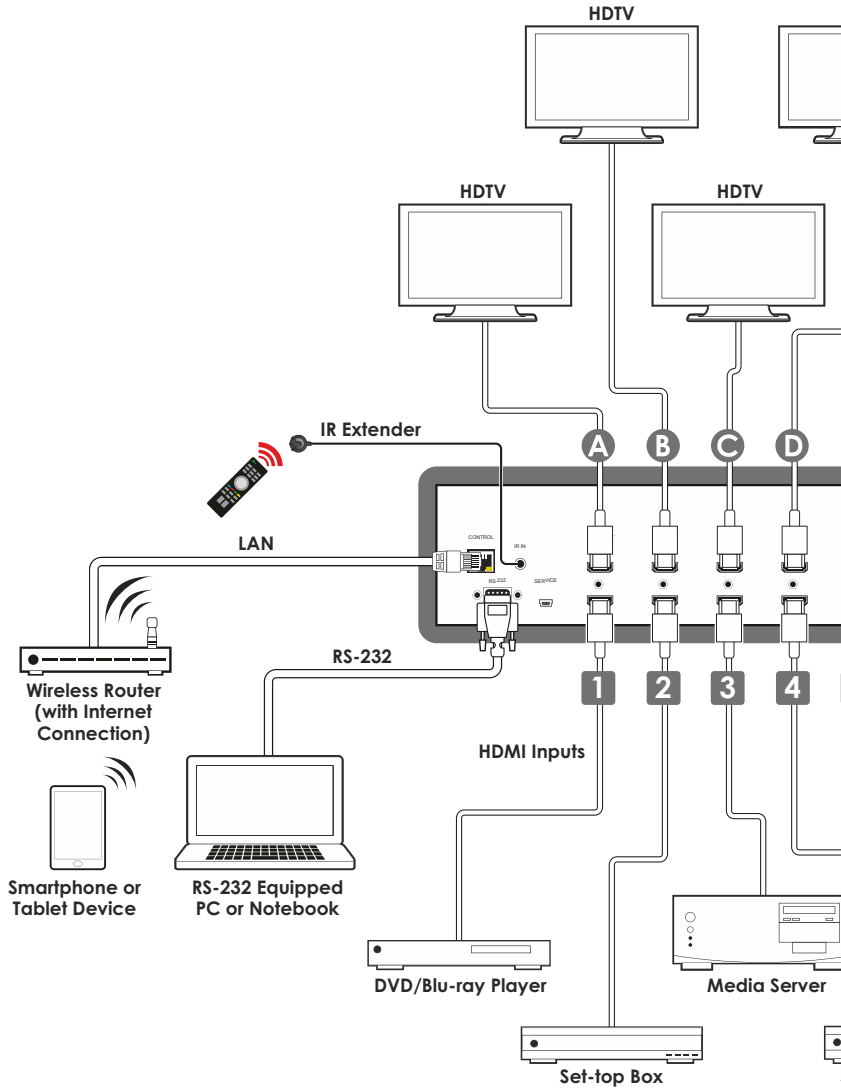 HDTV
HDTV
HDTV
IR Extender
A
B
C
D
LAN
CONTROL
IR IN
RS 232
SERVICE
RS-232
Wireless Router
(with Internet
Connection)
1
2
3
4
HDMI Inputs
Smartphone or
Tablet Device
RS-232 Equipped
PC or Notebook
DVD/Blu-ray Player
Media Server
Set-top Box